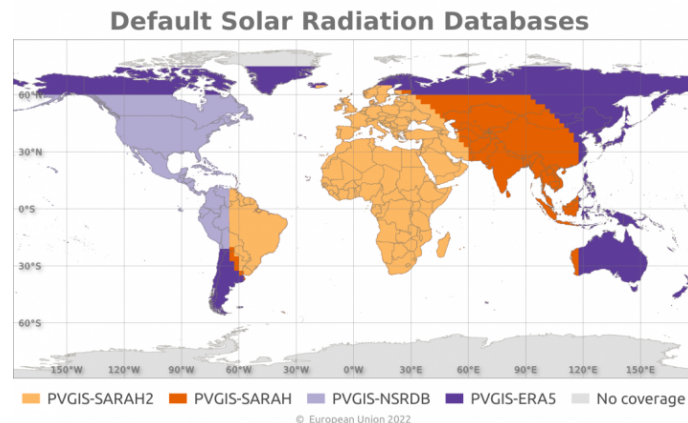 Default Solar Radiation Databases
60°N
30°N
0°S
30°S
60°S
150°W 120°W 90°W 60°W 30°W 0°W 30°E 60°E 90°E 120°E 150°E
PVGIS-SARAH2 PVGIS-SARAH PVGIS-NSRDB PVGIS-ERA5 No coverage
© European Union 2022